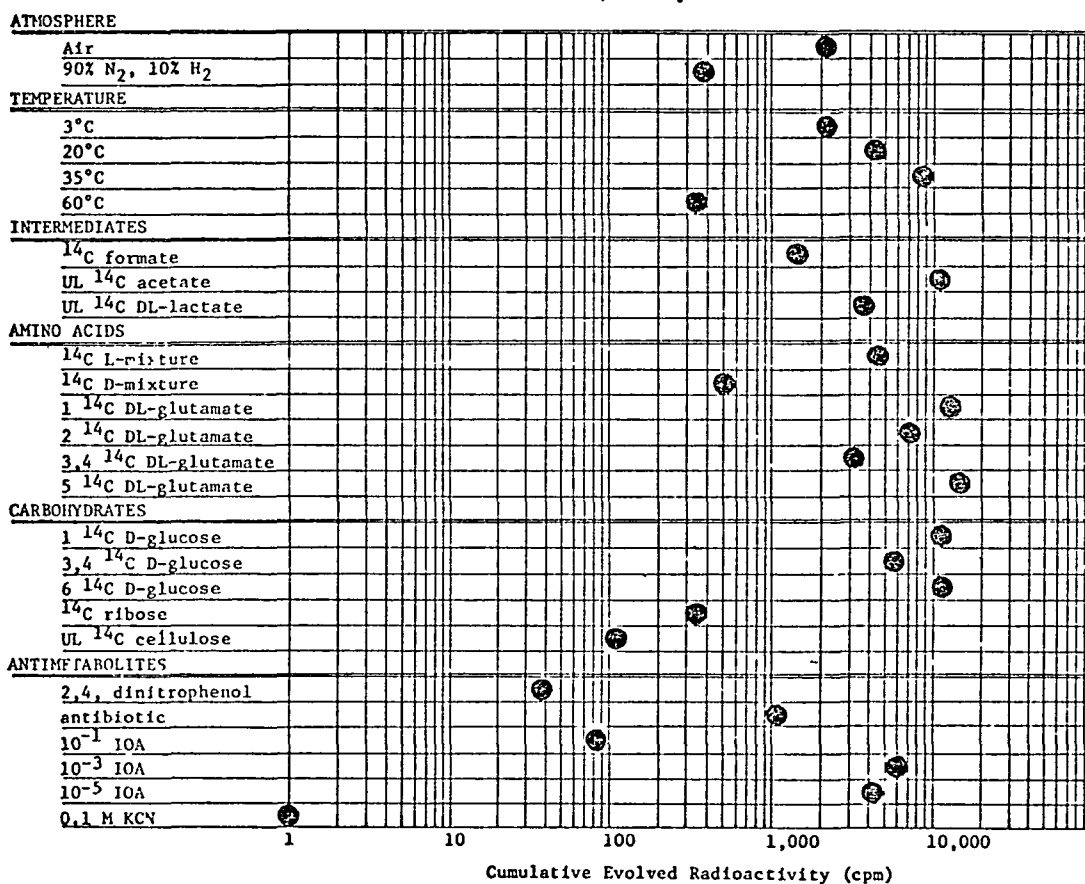 ATMOSPHERE
Air
90% N₂, 10% H₂
TEMPERATURE
3°C
20°C
35°C
60°C
INTERMEDIATES
¹⁴C formate
UL ¹⁴C acetate
UL ¹⁴C DL-lactate
AMINO ACIDS
¹⁴C L-mixture
¹⁴C D-mixture
1 ¹⁴C DL-glutamate
2 ¹⁴C DL-glutamate
3,4 ¹⁴C DL-glutamate
5 ¹⁴C DL-glutamate
CARBOHYDRATES
1 ¹⁴C D-glucose
3,4 ¹⁴C D-glucose
6 ¹⁴C D-glucose
¹⁴C ribose
UL ¹⁴C cellulose
ANTIMETABOLITES
2,4, dinitrophenol
antibiotic
10⁻¹ IOA
10⁻³ IOA
10⁻⁵ IOA
0.1 M KCN
1 10 100 1,000 10,000
Cumulative Evolved Radioactivity (cpm)